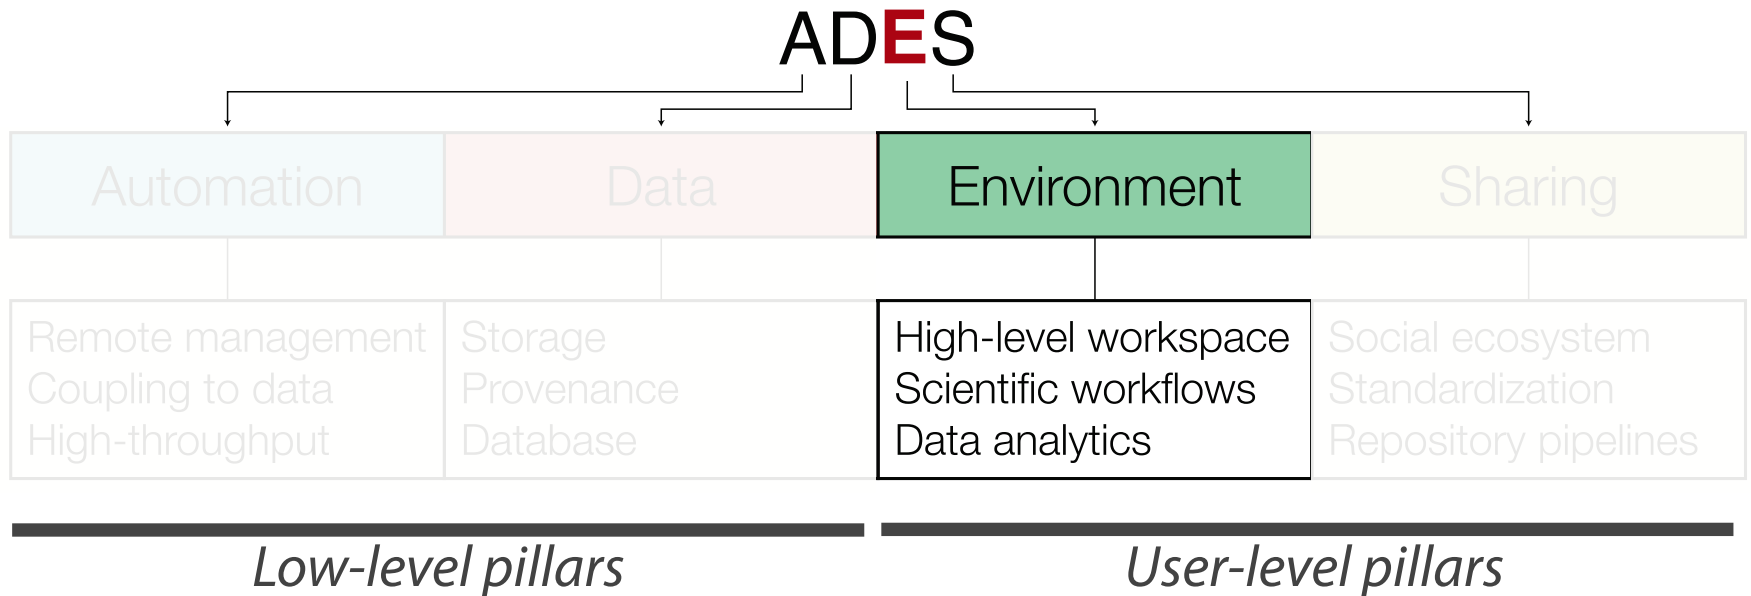 ADES
Automation
Data
Environment
Sharing
Remote management
Coupling to data
High-throughput
Storage
Provenance
Database
High-level workspace
Scientific workflows
Data analytics
Social ecosystem
Standardization
Repository pipelines
Low-level pillars
User-level pillars